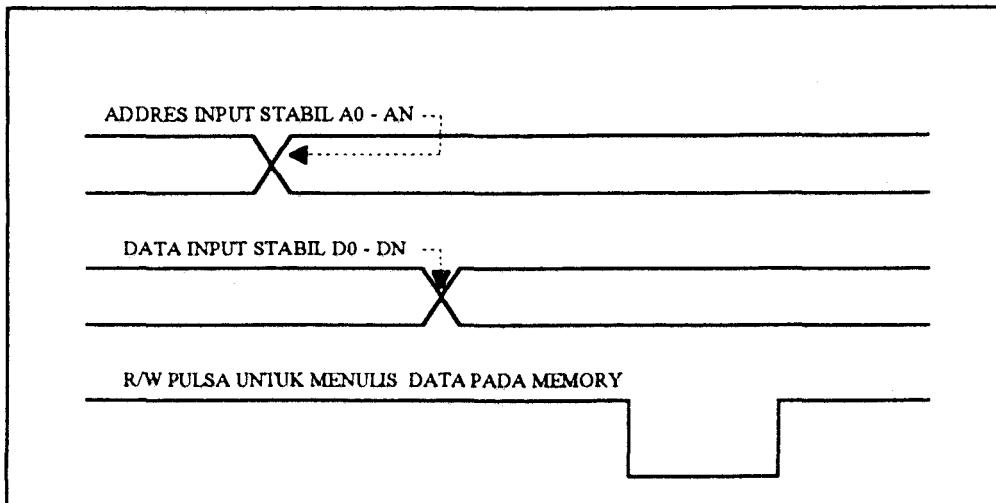 ADDRES INPUT STABIL A0 - AN
DATA INPUT STABIL D0 - DN
R/W PULSA UNTUK MENULIS DATA PADA MEMORY